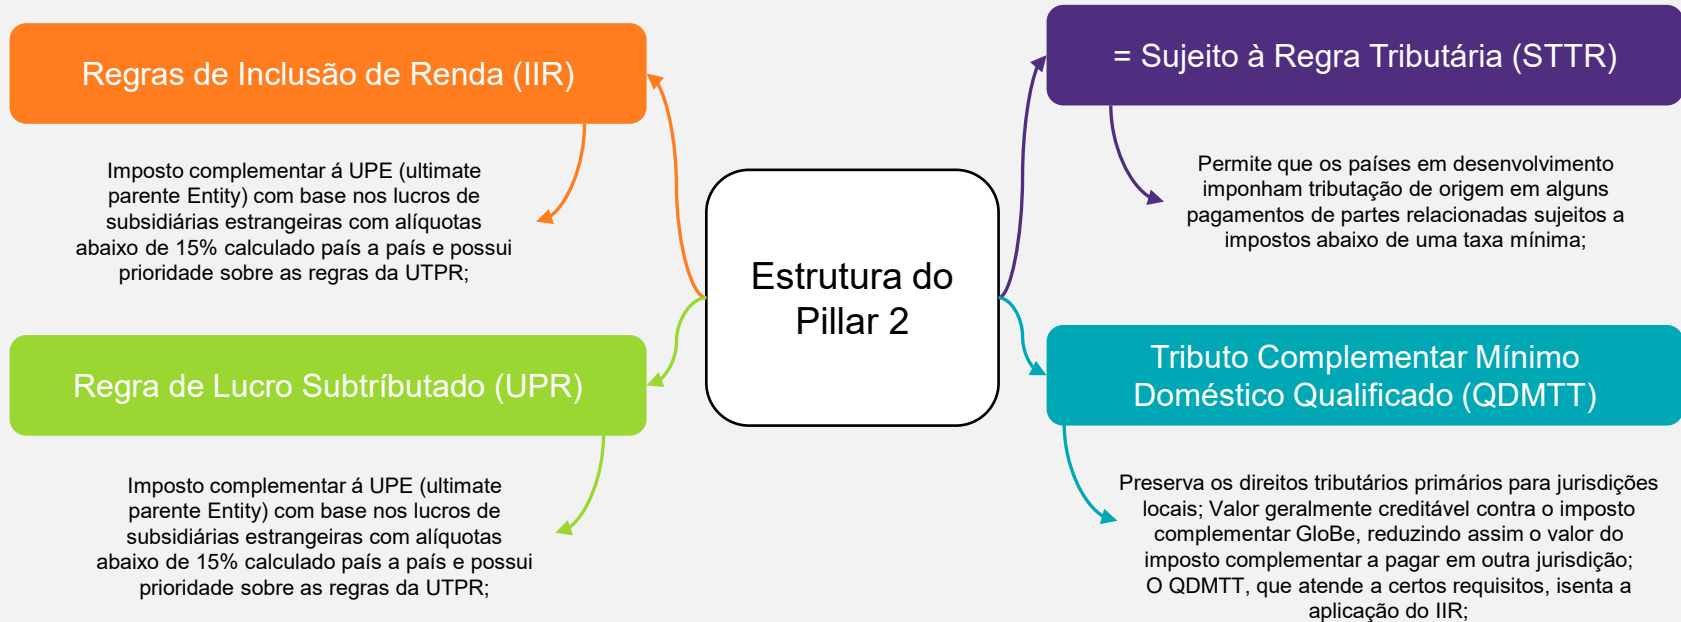 Regras de Inclusão de Renda (IIR)
Imposto complementar á UPE (ultimate
parente Entity) com base nos lucros de
subsidiárias estrangeiras com alíquotas
abaixo de 15% calculado país a país e possui
prioridade sobre as regras da UTPR;
Regra de Lucro Subtríbutado (UPR)
Imposto complementar á UPE (ultimate
parente Entity) com base nos lucros de
subsidiárias estrangeiras com alíquotas
abaixo de 15% calculado país a país e possui
prioridade sobre as regras da UTPR;
Estrutura do
Pillar 2
= Sujeito à Regra Tributária (STTR)
Permite que os países em desenvolvimento
imponham tributação de origem em alguns
pagamentos de partes relacionadas sujeitos a
impostos abaixo de uma taxa mínima;
Tributo Complementar Mínimo
Doméstico Qualificado (QDMTT)
Preserva os direitos tributários primários para jurisdições
locais; Valor geralmente creditável contra o imposto
complementar GloBe, reduzindo assim o valor do
imposto complementar a pagar em outra jurisdição;
O QDMTT, que atende a certos requisitos, isenta a
aplicação do IIR;